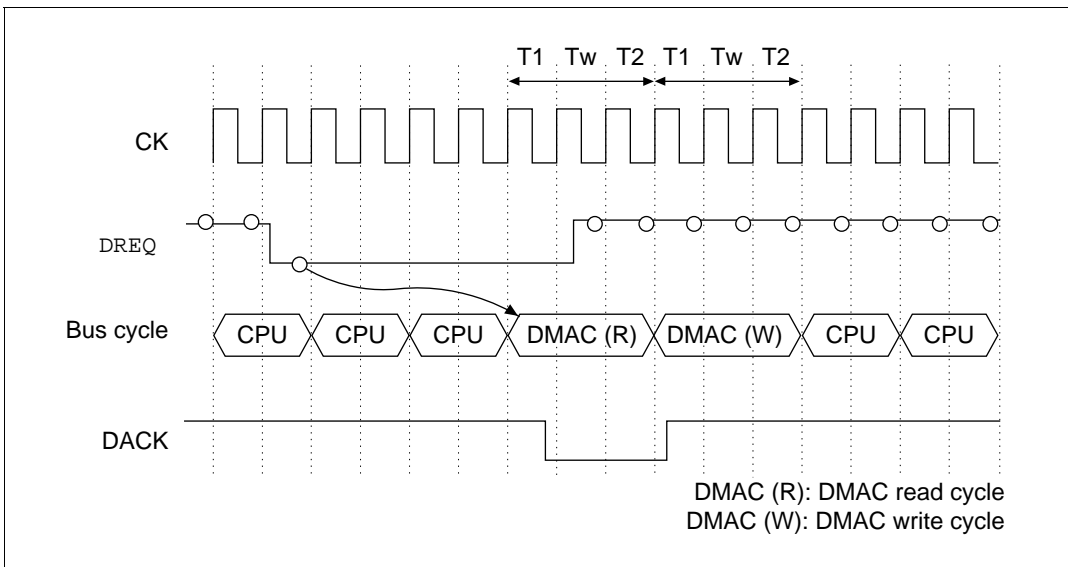 T1 Tw T2 T1 Tw T2
CK
DREQ
Bus cycle CPU CPU CPU DMAC (R) DMAC (W) CPU CPU
DACK
DMAC (R): DMAC read cycle
DMAC (W): DMAC write cycle